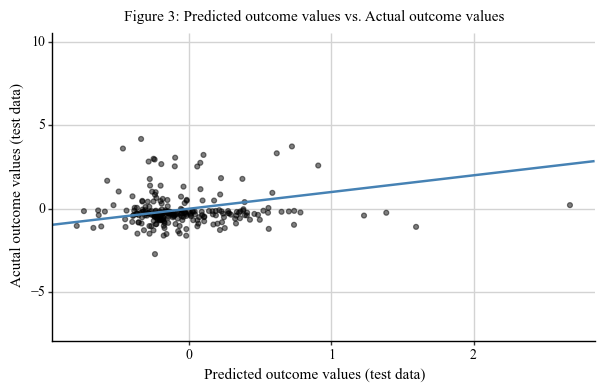 Figure 3: Predicted outcome values vs. Actual outcome values
10
5
0
−5
Acutal outcome values (test data)
0
1
2
Predicted outcome values (test data)